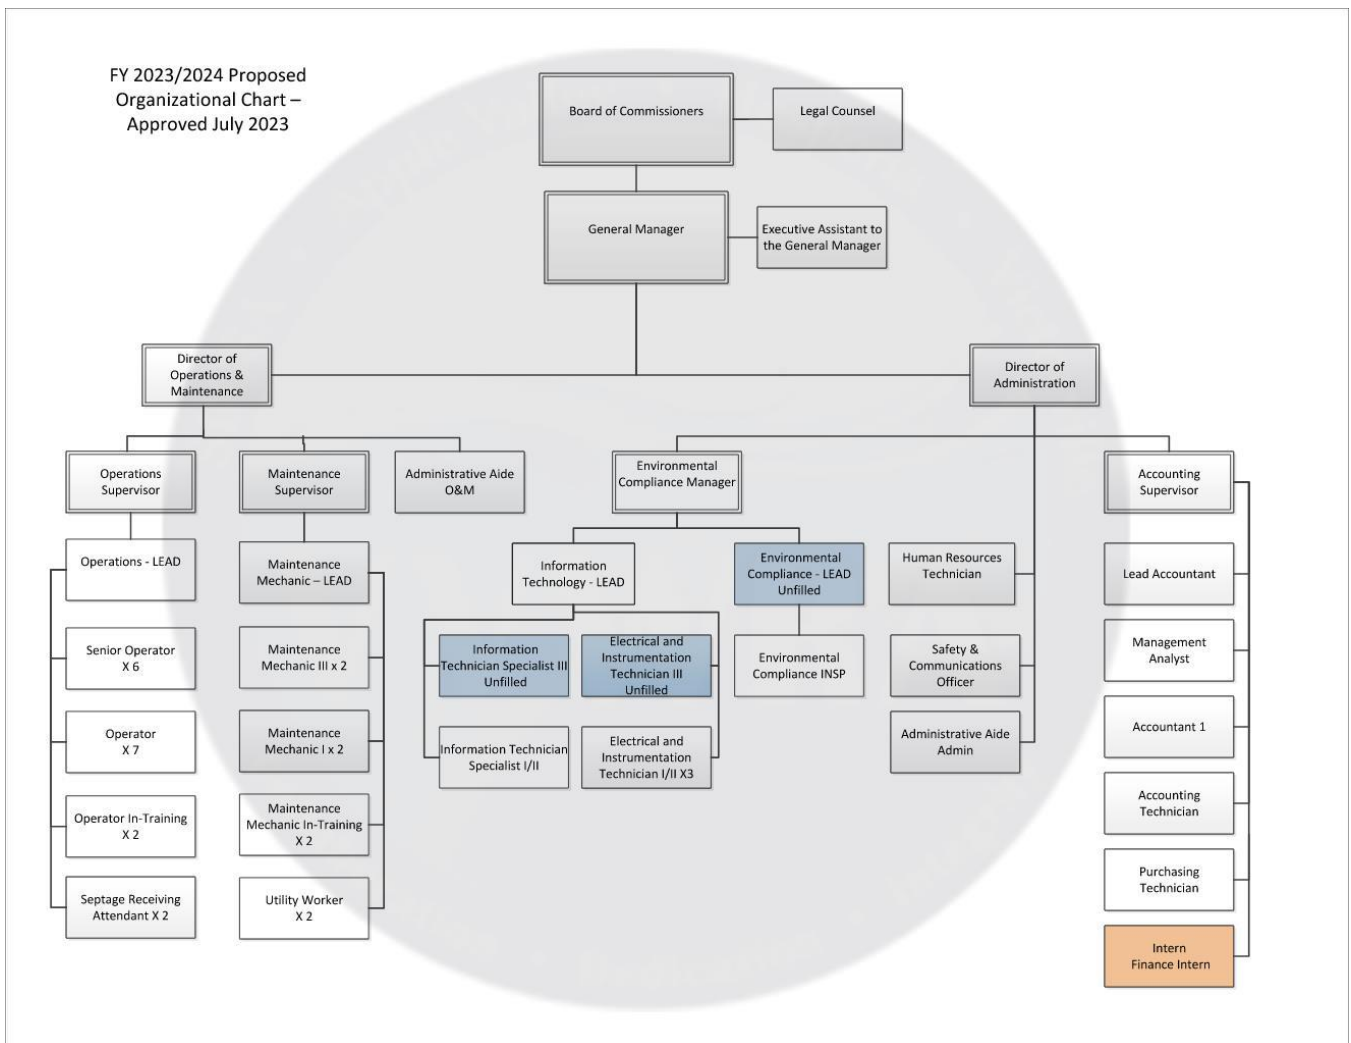 FY 2023/2024 Proposed
Organizational Chart –
Approved July 2023
Board of Commissioners
Legal Counsel
General Manager
Executive Assistant to
the General Manager
Director of
Operations &
Maintenance
Director of
Administration
Operations
Supervisor
Maintenance
Supervisor
Administrative Aide
O&M
Environmental
Compliance Manager
Accounting
Supervisor
Operations - LEAD
Maintenance
Mechanic – LEAD
Information
Technology - LEAD
Environmental
Compliance - LEAD
Unfilled
Human Resources
Technician
Lead Accountant
Senior Operator
X 6
Maintenance
Mechanic III x 2
Information
Technician Specialist III
Unfilled
Electrical and
Instrumentation
Technician III
Unfilled
Environmental
Compliance INSP
Safety &
Communications
Officer
Management
Analyst
Operator
X 7
Maintenance
Mechanic I x 2
Information Technician
Specialist I/II
Electrical and
Instrumentation
Technician I/II X3
Administrative Aide
Admin
Accountant 1
Operator In-Training
X 2
Maintenance
Mechanic In-Training
X 2
Accounting
Technician
Septage Receiving
Attendant X 2
Utility Worker
X 2
Purchasing
Technician
Intern
Finance Intern